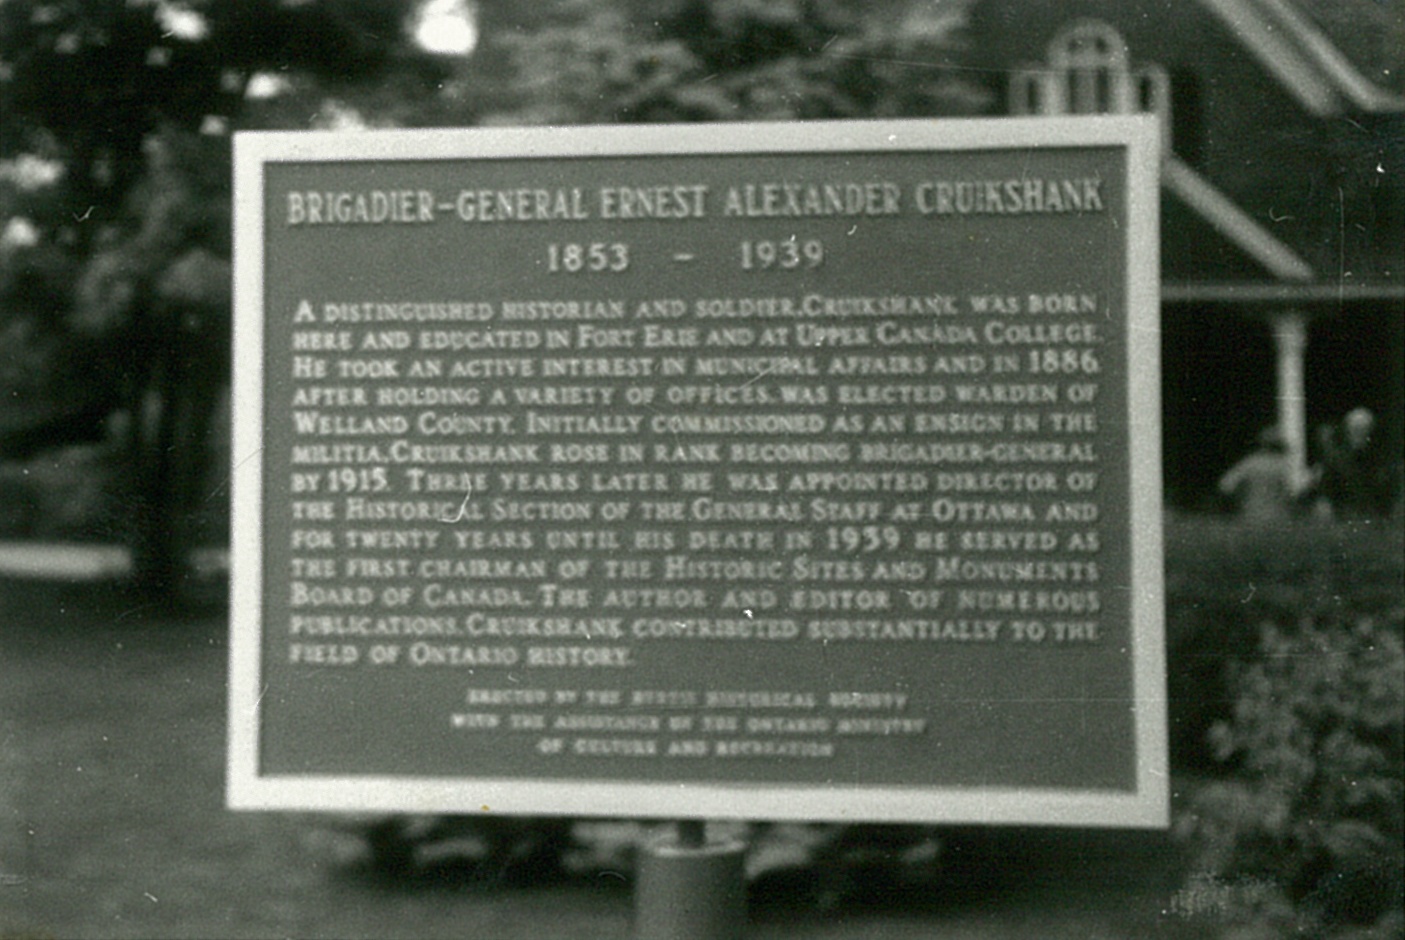 BRIGADIER-GENERAL ERNEST ALEXANDER CRUIKSHANK
1853 - 1939
A DISTINGUISHED HISTORIAN AND SOLDIER, CRUIKSHANK WAS BORN
HERE AND EDUCATED IN FORT ERIE AND AT UPPER CANADA COLLEGE.
HE TOOK AN ACTIVE INTEREST IN MUNICIPAL AFFAIRS AND IN 1886
AFTER HOLDING A VARIETY OF OFFICES, WAS ELECTED WARDEN OF
WELLAND COUNTY. INITIALLY COMMISSIONED AS AN ENSIGN IN THE
MILITIA, CRUIKSHANK ROSE IN RANK BECOMING BRIGADIER-GENERAL
BY 1915. THREE YEARS LATER HE WAS APPOINTED DIRECTOR OF
THE HISTORICAL SECTION OF THE GENERAL STAFF AT OTTAWA AND
FOR TWENTY YEARS UNTIL HIS DEATH IN 1939 HE SERVED AS
THE FIRST CHAIRMAN OF THE HISTORIC SITES AND MONUMENTS
BOARD OF CANADA. THE AUTHOR AND EDITOR OF NUMEROUS
PUBLICATIONS, CRUIKSHANK CONTRIBUTED SUBSTANTIALLY TO THE
FIELD OF ONTARIO HISTORY.
ERECTED BY THE BERTIE HISTORICAL SOCIETY
WITH THE ASSISTANCE OF THE ONTARIO MINISTRY
OF CULTURE AND RECREATION